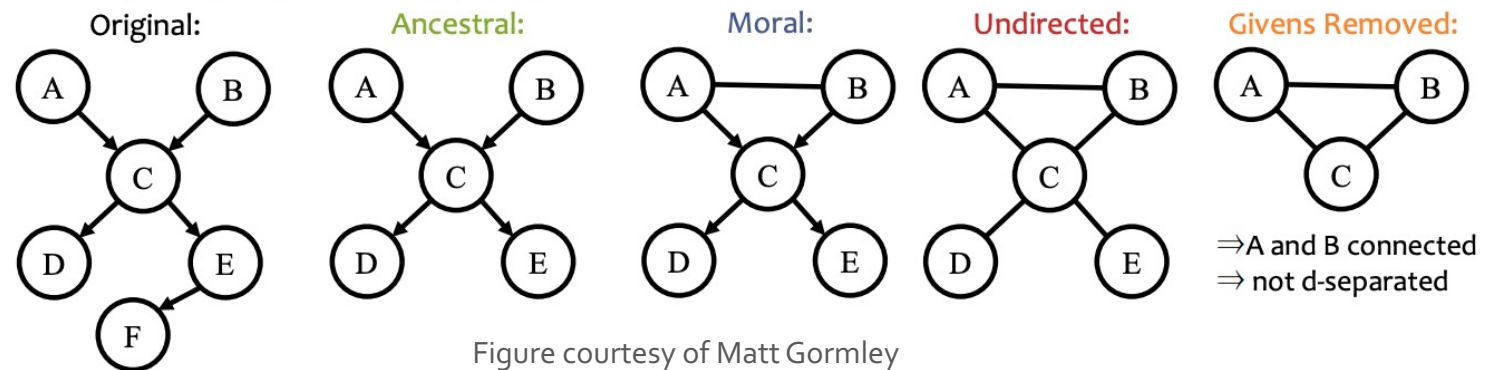 Original: Ancestral: Moral: Undirected: Givens Removed:
A B A B A B A B A B
C C C C C
D E D E D E D E
⇒A and B connected
⇒ not d-separated
F
Figure courtesy of Matt Gormley